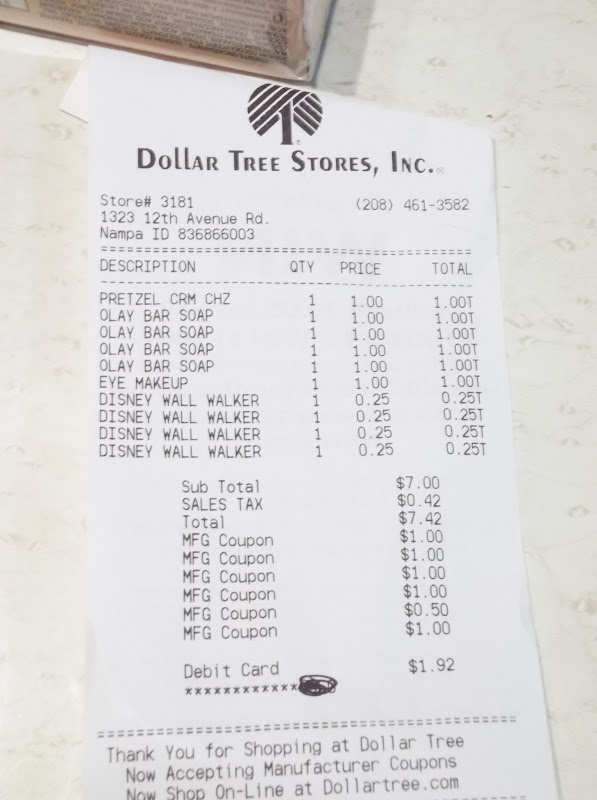 1
DOLLAR TREE STORES, INC.®
Store# 3181 (208) 461-3582
1323 12th Avenue Rd.
Nampa ID 836866003
================================================
DESCRIPTION QTY PRICE TOTAL
------------------------------------------------
PRETZEL CRM CHZ 1 1.00 1.00T
OLAY BAR SOAP 1 1.00 1.00T
OLAY BAR SOAP 1 1.00 1.00T
OLAY BAR SOAP 1 1.00 1.00T
OLAY BAR SOAP 1 1.00 1.00T
EYE MAKEUP 1 1.00 1.00T
DISNEY WALL WALKER 1 0.25 0.25T
DISNEY WALL WALKER 1 0.25 0.25T
DISNEY WALL WALKER 1 0.25 0.25T
DISNEY WALL WALKER 1 0.25 0.25T
Sub Total $7.00
SALES TAX $0.42
Total $7.42
MFG Coupon $1.00
MFG Coupon $1.00
MFG Coupon $1.00
MFG Coupon $1.00
MFG Coupon $0.50
MFG Coupon $1.00
Debit Card $1.92
************
================================================
Thank You for Shopping at Dollar Tree
Now Accepting Manufacturer Coupons
Now Shop On-Line at Dollartree.com